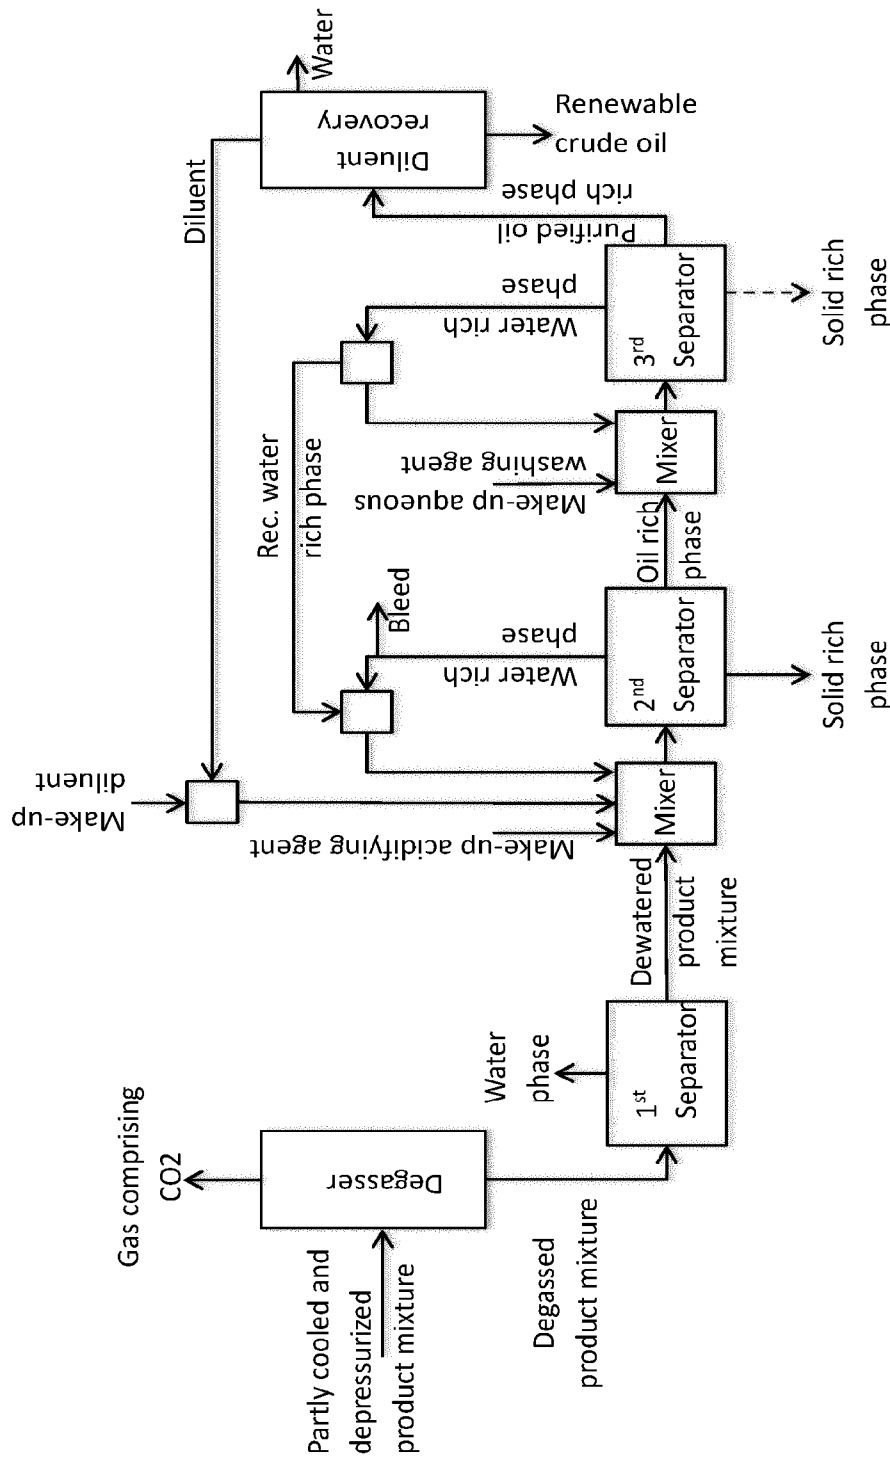 Partly cooled and
depressurized
product mixture
Gas comprising
CO2
Degasser
Degassed
product mixture
Water
phase
1st
Separator
Dewatered
product
mixture
Make-up
diluent
Make-up acidifying agent
Mixer
2nd
Separator
Solid rich
phase
Water rich
phase
Bleed
Rec. water
rich phase
Oil rich
phase
Make-up aqueous
washing agent
Mixer
3rd
Separator
Solid rich
phase
Water rich
phase
Purified oil
rich phase
Diluent
Diluent
recovery
Water
Renewable
crude oil